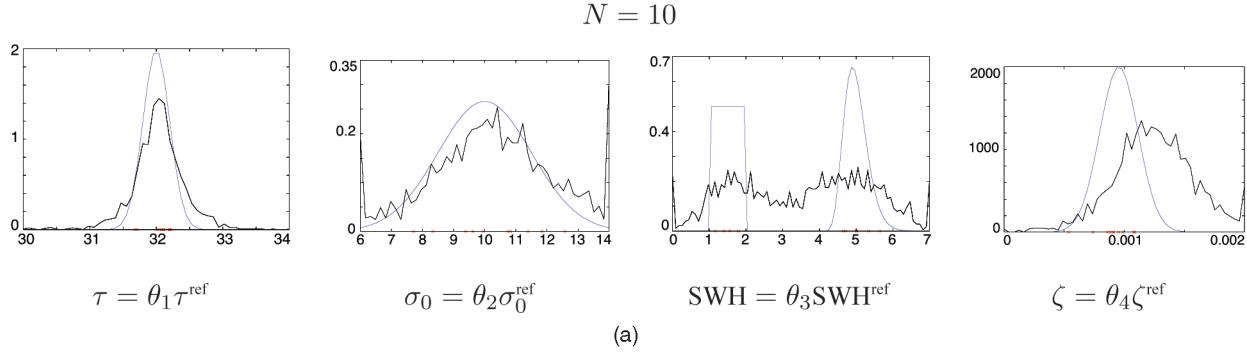 N = 10
2
1
0
30 31 32 33 34
0.35
0.2
0
6 7 8 9 10 11 12 13 14
0.7
0.4
0
0 1 2 3 4 5 6 7
2000
1000
0
0 0.001 0.002
τ = θ₁τ^ref
σ₀ = θ₂σ₀^ref
SWH = θ₃SWH^ref
ζ = θ₄ζ^ref
(a)